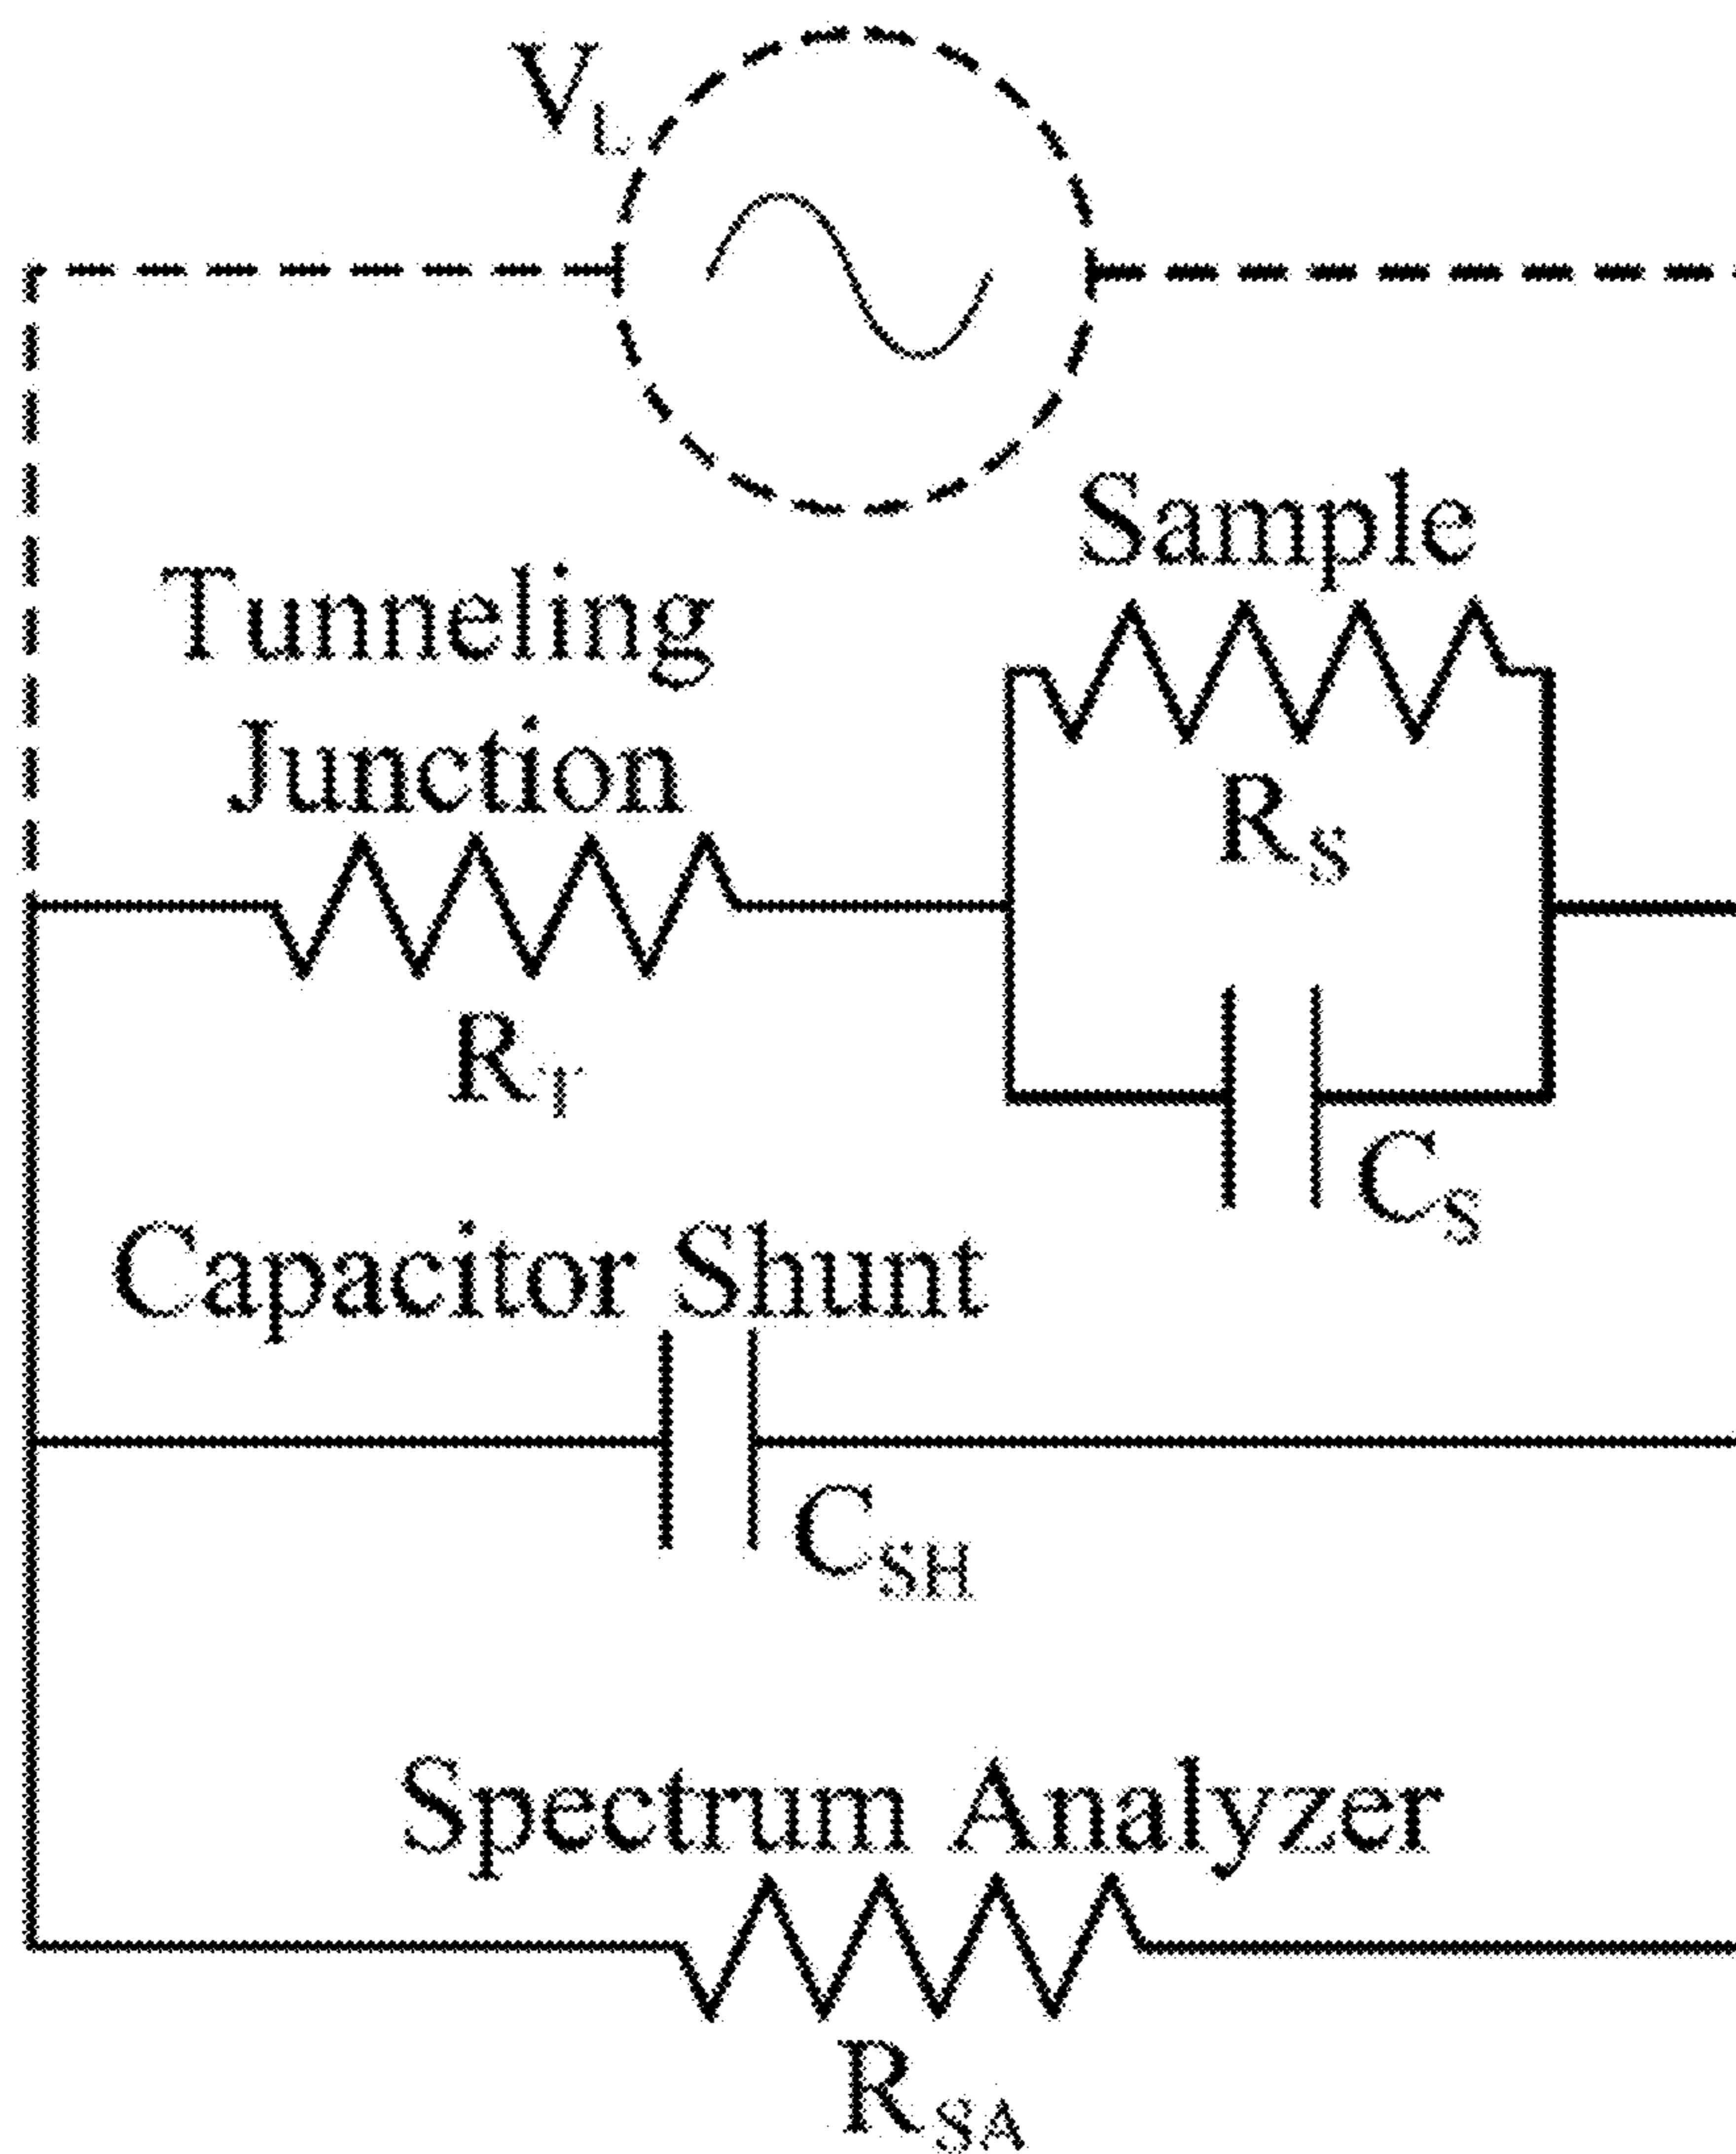 V_L
Sample
Tunneling
Junction
R_S
R_T
C_S
Capacitor Shunt
C_SH
Spectrum Analyzer
R_SA